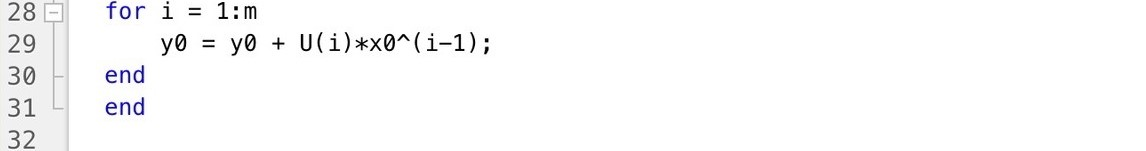 28 for i = 1:m
29 y0 = y0 + U(i)*x0^(i-1);
30 end
31 end
32